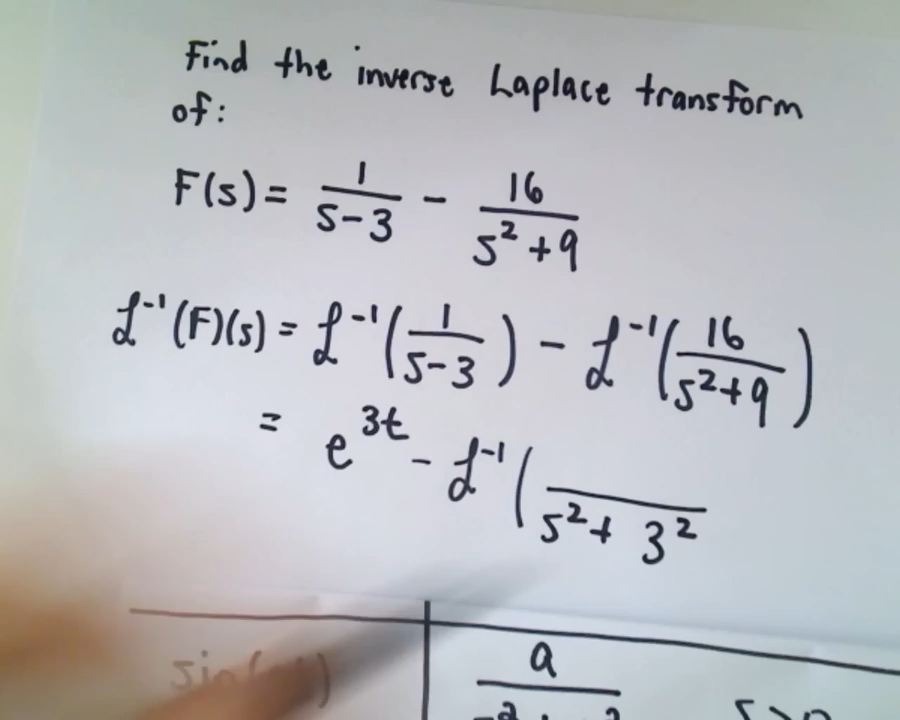 Find the inverse Laplace transform
of:
F(s) = 1/(s-3) - 16/(s²+9)
ℒ⁻¹(F)(s) = ℒ⁻¹(1/(s-3)) - ℒ⁻¹(16/(s²+9))
= e^(3t) - ℒ⁻¹( /(s²+3²)
a